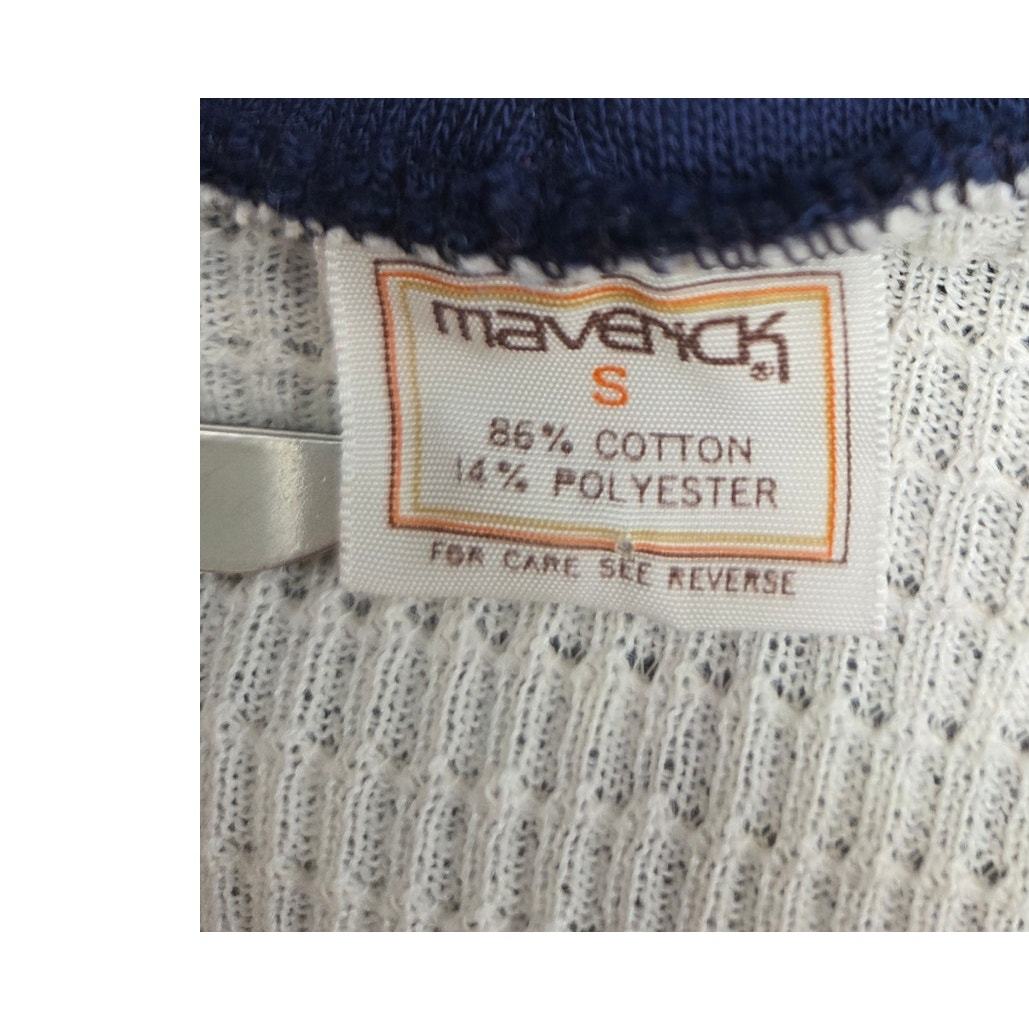 maverick®
S
86% COTTON
14% POLYESTER
FOR CARE SEE REVERSE